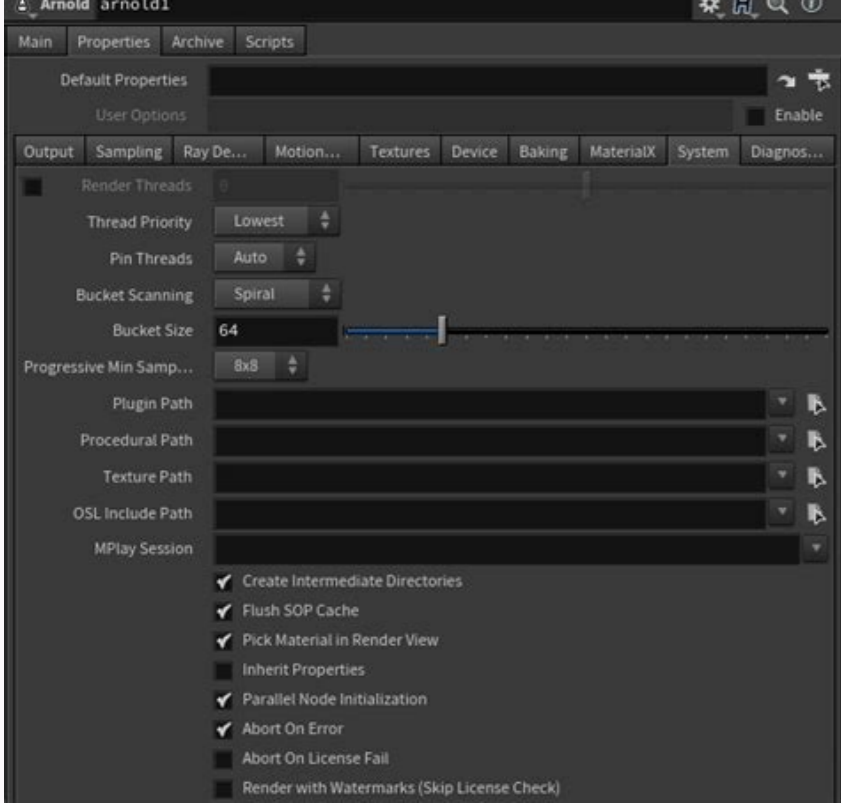 Arnold arnold1
Main Properties Archive Scripts
Default Properties
User Options Enable
Output Sampling Ray De... Motion... Textures Device Baking MaterialX System Diagnos...
Render Threads 0
Thread Priority Lowest
Pin Threads Auto
Bucket Scanning Spiral
Bucket Size 64
Progressive Min Samp... 8x8
Plugin Path
Procedural Path
Texture Path
OSL Include Path
MPlay Session
Create Intermediate Directories
Flush SOP Cache
Pick Material in Render View
Inherit Properties
Parallel Node Initialization
Abort On Error
Abort On License Fail
Render with Watermarks (Skip License Check)